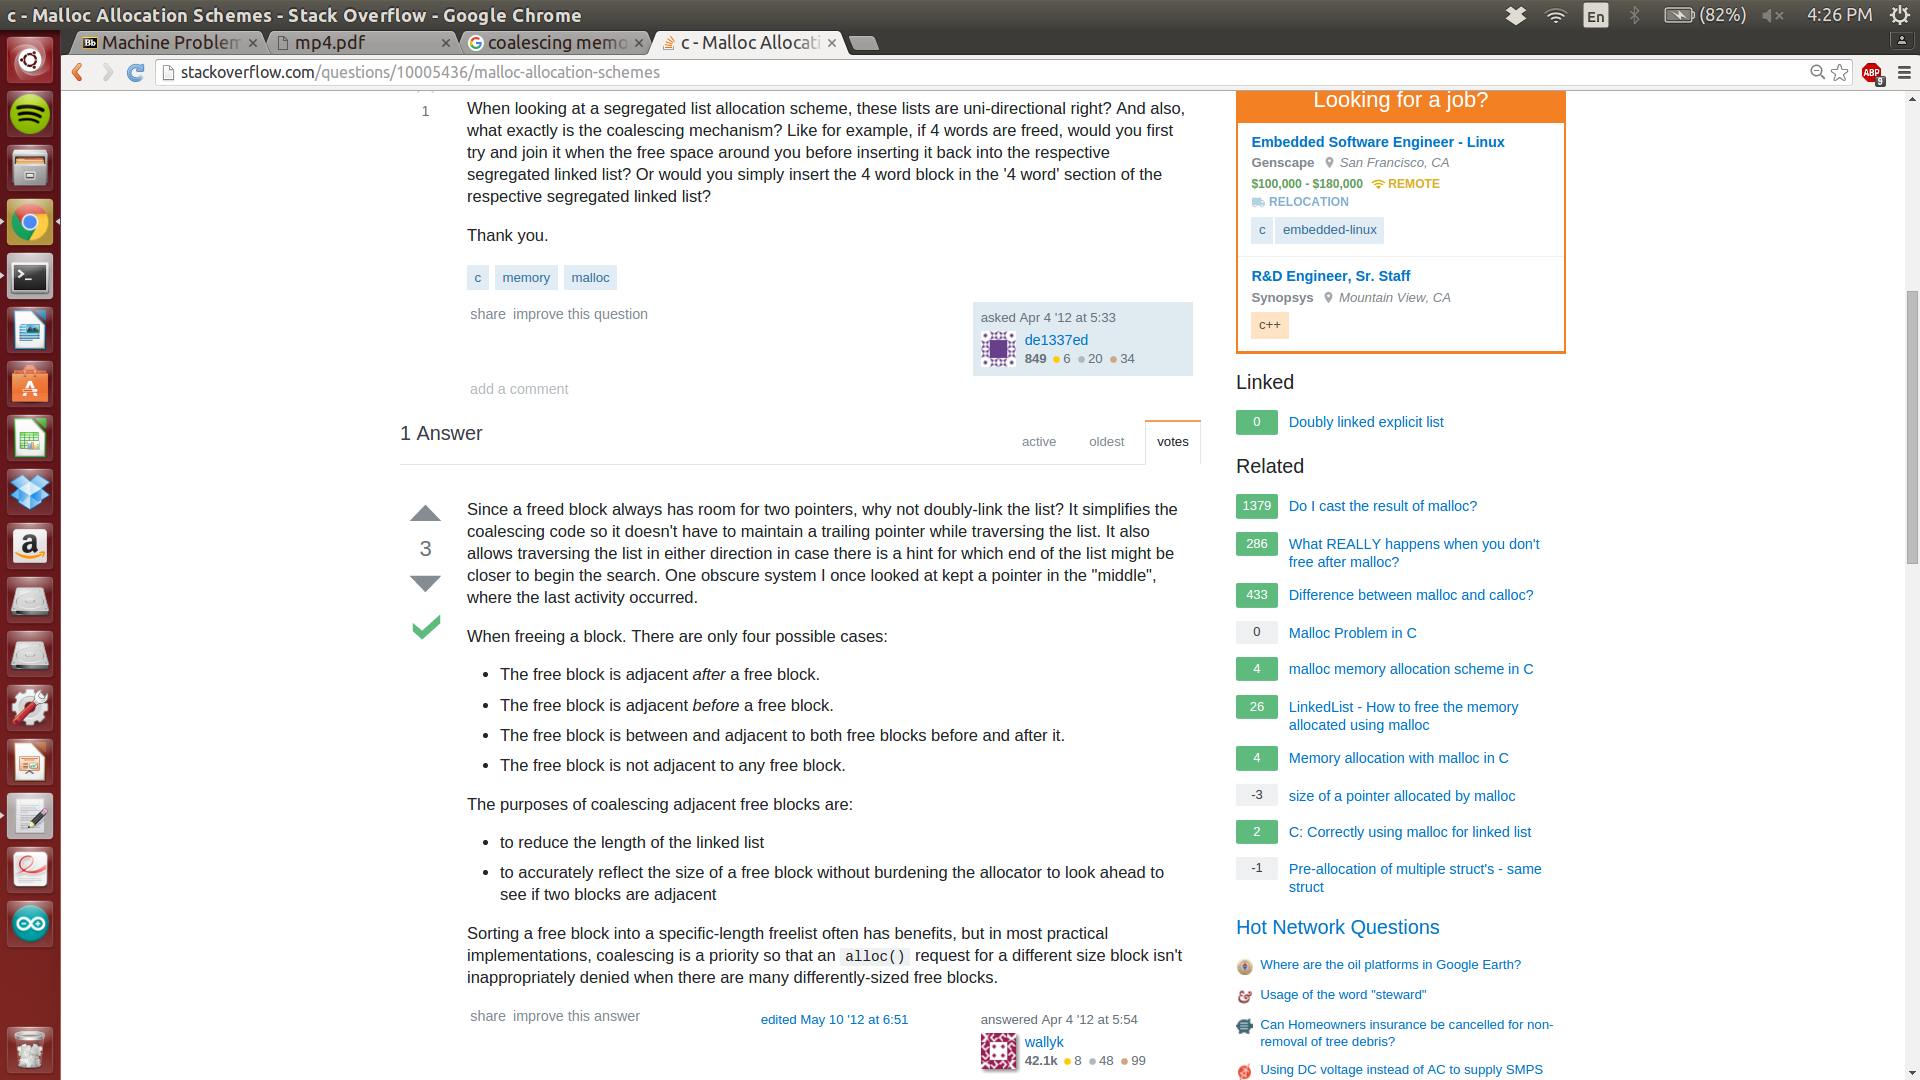 c - Malloc Allocation Schemes - Stack Overflow - Google Chrome
En
(82%)
4:26 PM
Bb Machine Problem
mp4.pdf
coalescing memo
c - Malloc Allocati
stackoverflow.com/questions/10005436/malloc-allocation-schemes
ABP
9
1
When looking at a segregated list allocation scheme, these lists are uni-directional right? And also,
what exactly is the coalescing mechanism? Like for example, if 4 words are freed, would you first
try and join it when the free space around you before inserting it back into the respective
segregated linked list? Or would you simply insert the 4 word block in the '4 word' section of the
respective segregated linked list?
Thank you.
c memory malloc
share improve this question
asked Apr 4 '12 at 5:33
de1337ed
849 6 20 34
add a comment
1 Answer
active oldest votes
3
Since a freed block always has room for two pointers, why not doubly-link the list? It simplifies the
coalescing code so it doesn't have to maintain a trailing pointer while traversing the list. It also
allows traversing the list in either direction in case there is a hint for which end of the list might be
closer to begin the search. One obscure system I once looked at kept a pointer in the "middle",
where the last activity occurred.
When freeing a block. There are only four possible cases:
• The free block is adjacent after a free block.
• The free block is adjacent before a free block.
• The free block is between and adjacent to both free blocks before and after it.
• The free block is not adjacent to any free block.
The purposes of coalescing adjacent free blocks are:
• to reduce the length of the linked list
• to accurately reflect the size of a free block without burdening the allocator to look ahead to
see if two blocks are adjacent
Sorting a free block into a specific-length freelist often has benefits, but in most practical
implementations, coalescing is a priority so that an alloc() request for a different size block isn't
inappropriately denied when there are many differently-sized free blocks.
share improve this answer
edited May 10 '12 at 6:51
answered Apr 4 '12 at 5:54
wallyk
42.1k 8 48 99
Looking for a job?
Embedded Software Engineer - Linux
Genscape San Francisco, CA
$100,000 - $180,000 REMOTE
RELOCATION
c embedded-linux
R&D Engineer, Sr. Staff
Synopsys Mountain View, CA
c++
Linked
0 Doubly linked explicit list
Related
1379 Do I cast the result of malloc?
286 What REALLY happens when you don't
free after malloc?
433 Difference between malloc and calloc?
0 Malloc Problem in C
4 malloc memory allocation scheme in C
26 LinkedList - How to free the memory
allocated using malloc
4 Memory allocation with malloc in C
-3 size of a pointer allocated by malloc
2 C: Correctly using malloc for linked list
-1 Pre-allocation of multiple struct's - same
struct
Hot Network Questions
Where are the oil platforms in Google Earth?
Usage of the word "steward"
Can Homeowners insurance be cancelled for non-
removal of tree debris?
Using DC voltage instead of AC to supply SMPS